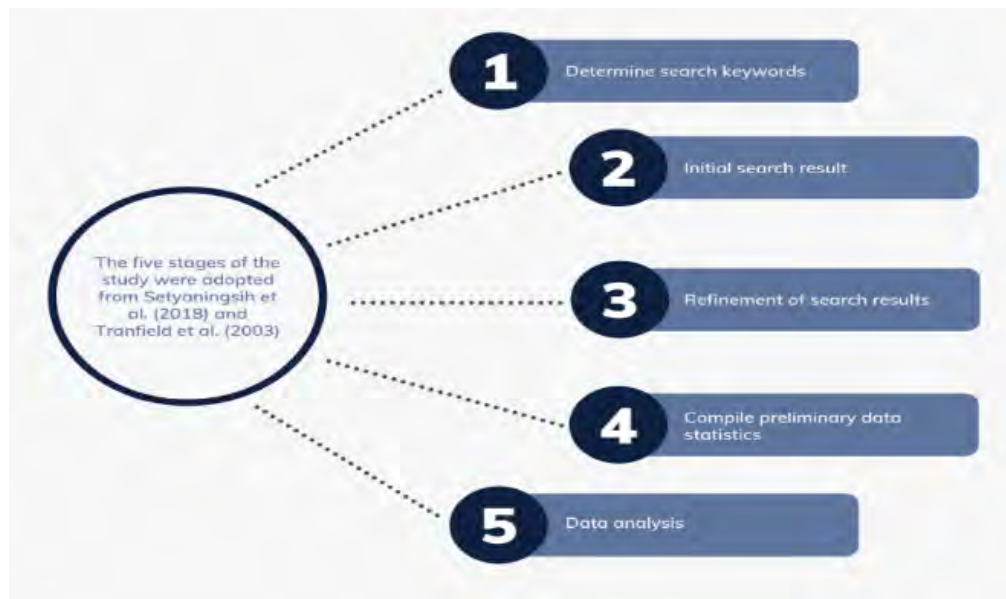 The five stages of the
study were adopted
from Setyaningsih et
al. (2018) and
Tranfield et al. (2003)
1
Determine search keywords
2
Initial search result
3
Refinement of search results
4
Compile preliminary data
statistics
5
Data analysis